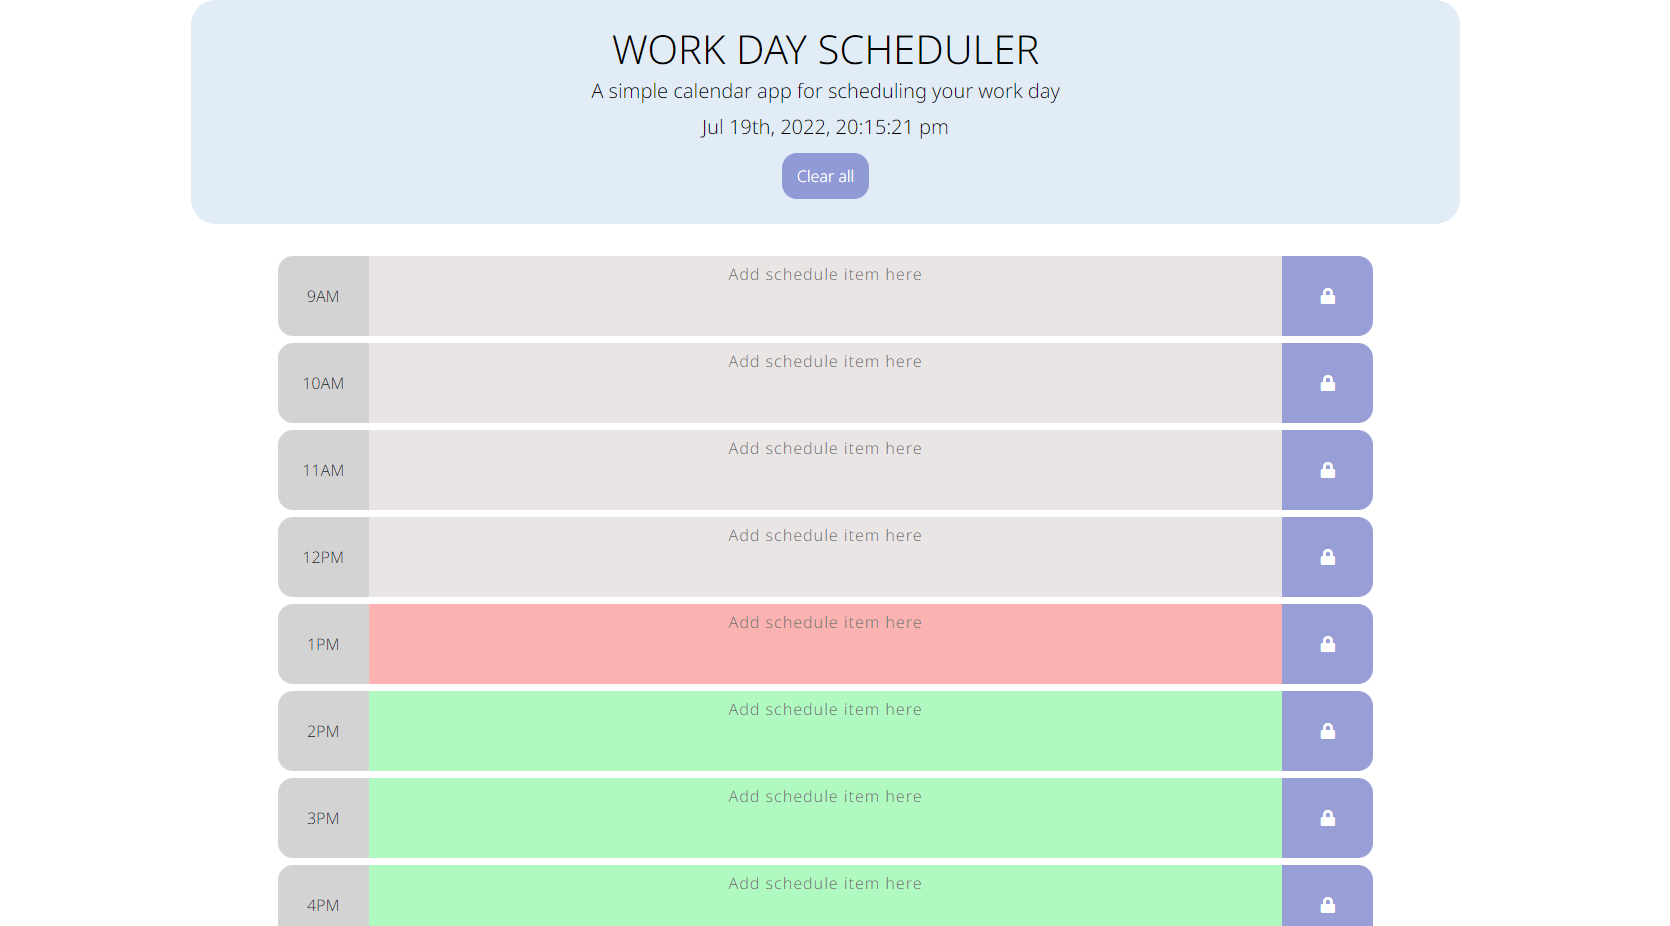 WORK DAY SCHEDULER
A simple calendar app for scheduling your work day
Jul 19th, 2022, 20:15:21 pm
Clear all
9AM Add schedule item here
10AM Add schedule item here
11AM Add schedule item here
12PM Add schedule item here
1PM Add schedule item here
2PM Add schedule item here
3PM Add schedule item here
4PM Add schedule item here